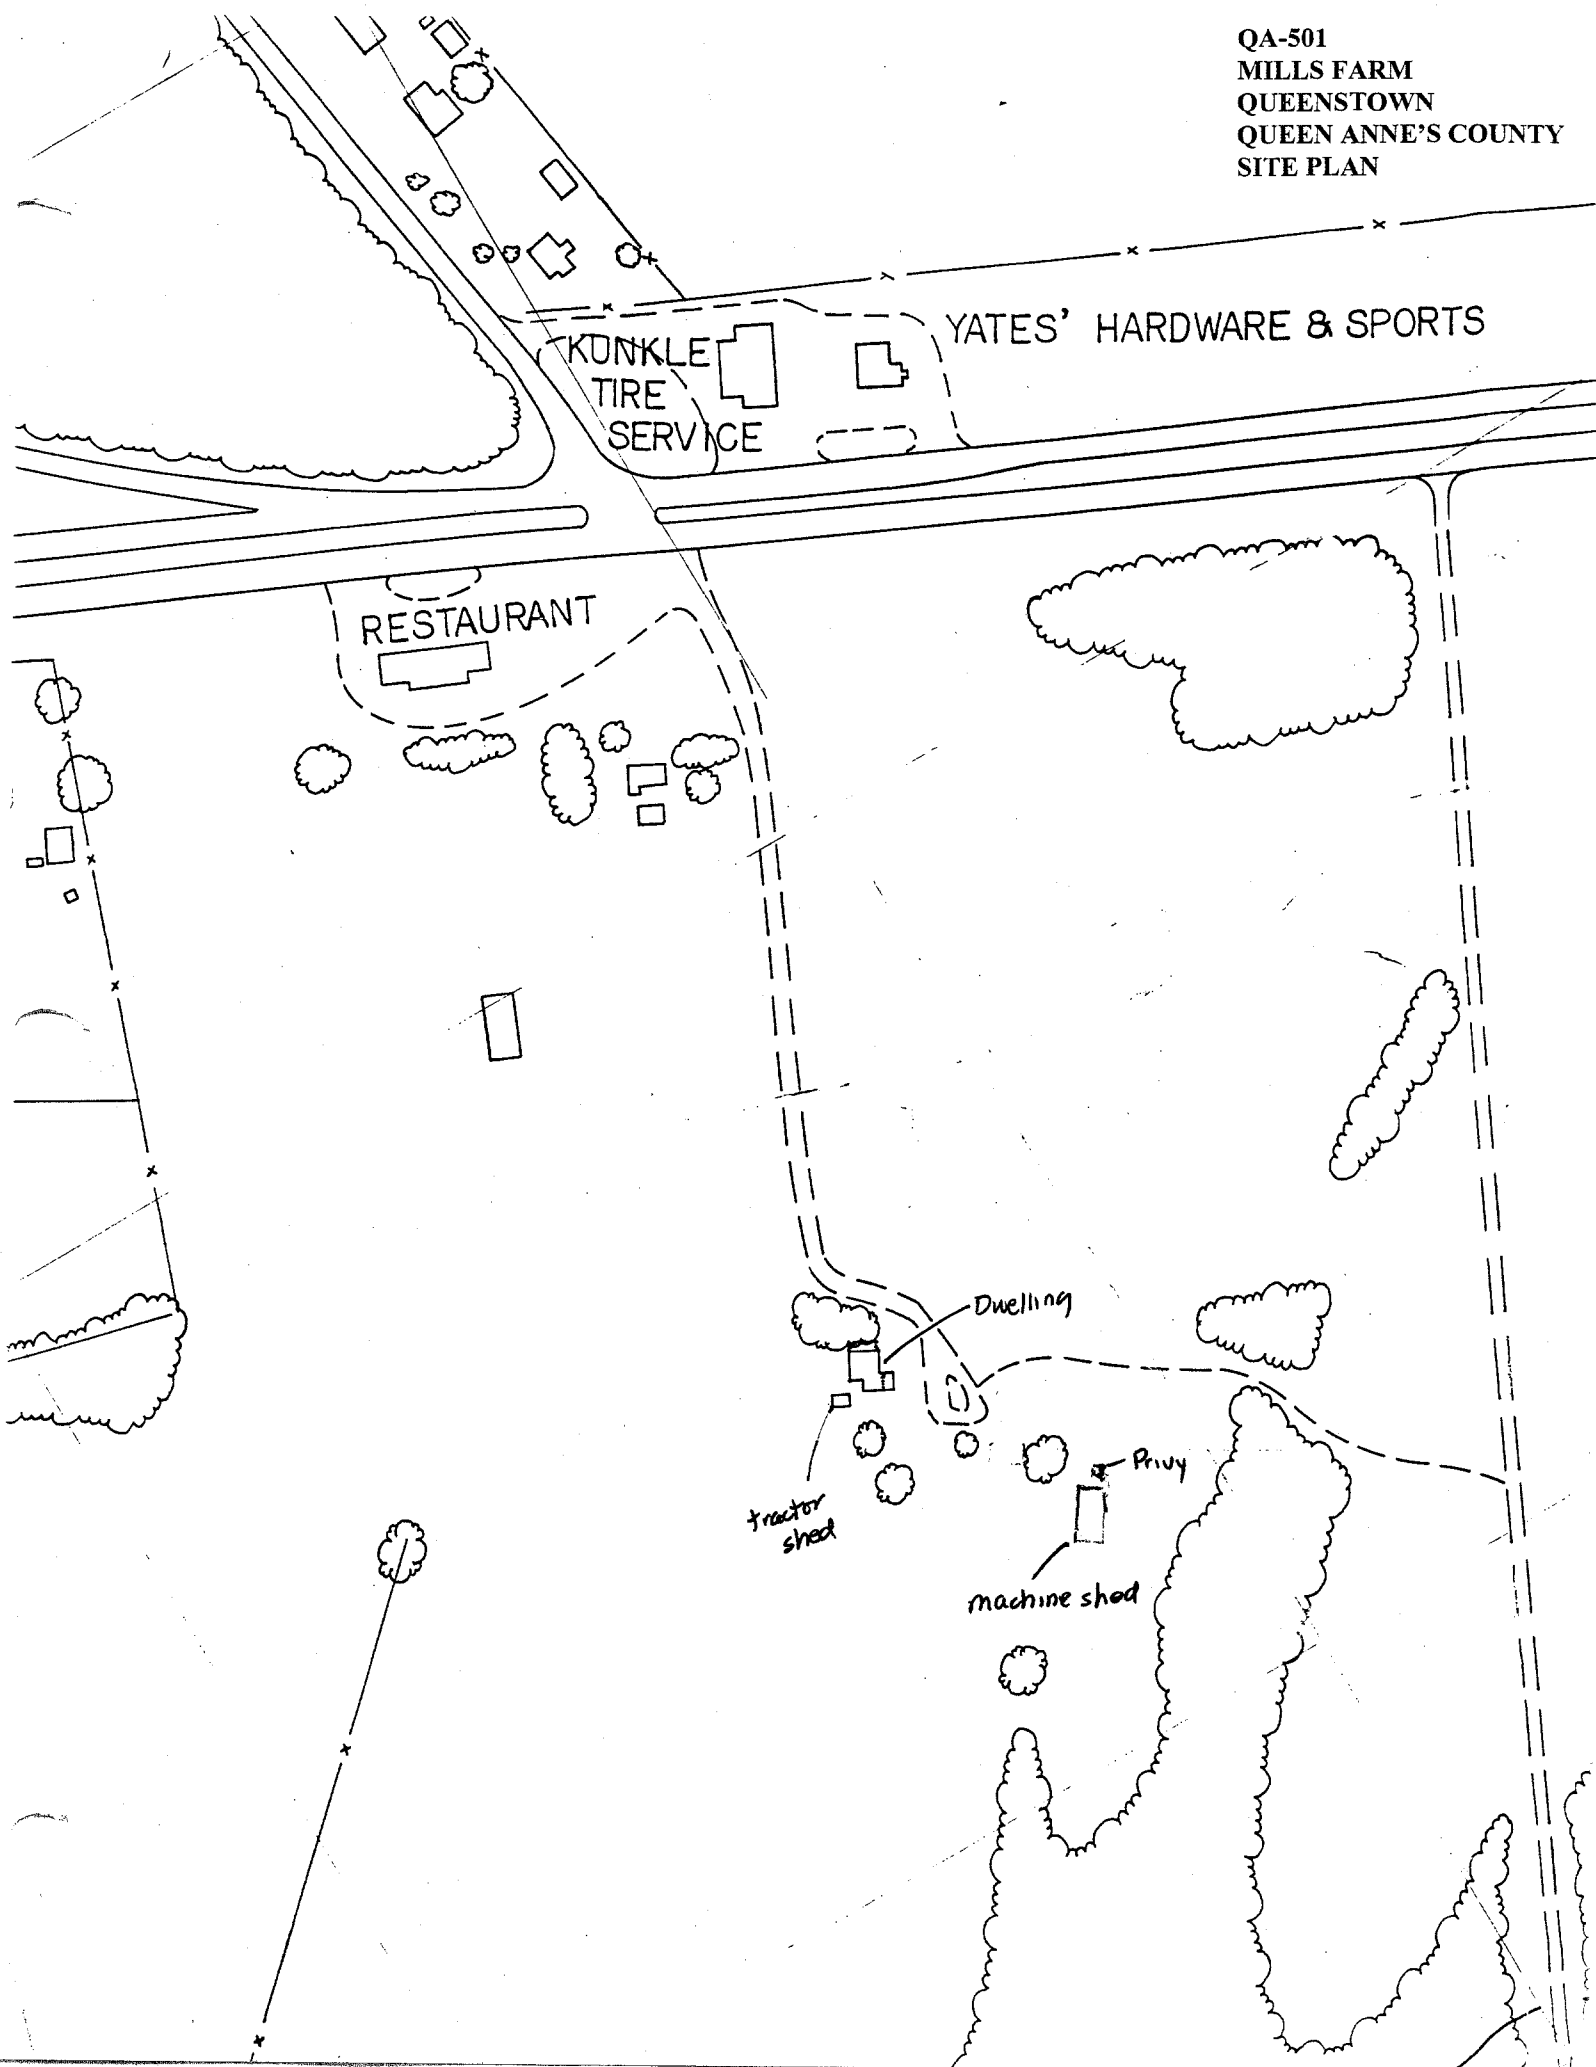 QA-501
MILLS FARM
QUEENSTOWN
QUEEN ANNE'S COUNTY
SITE PLAN
YATES' HARDWARE & SPORTS
KUNKLE
TIRE
SERVICE
RESTAURANT
Dwelling
Privy
tractor
shed
machine shed